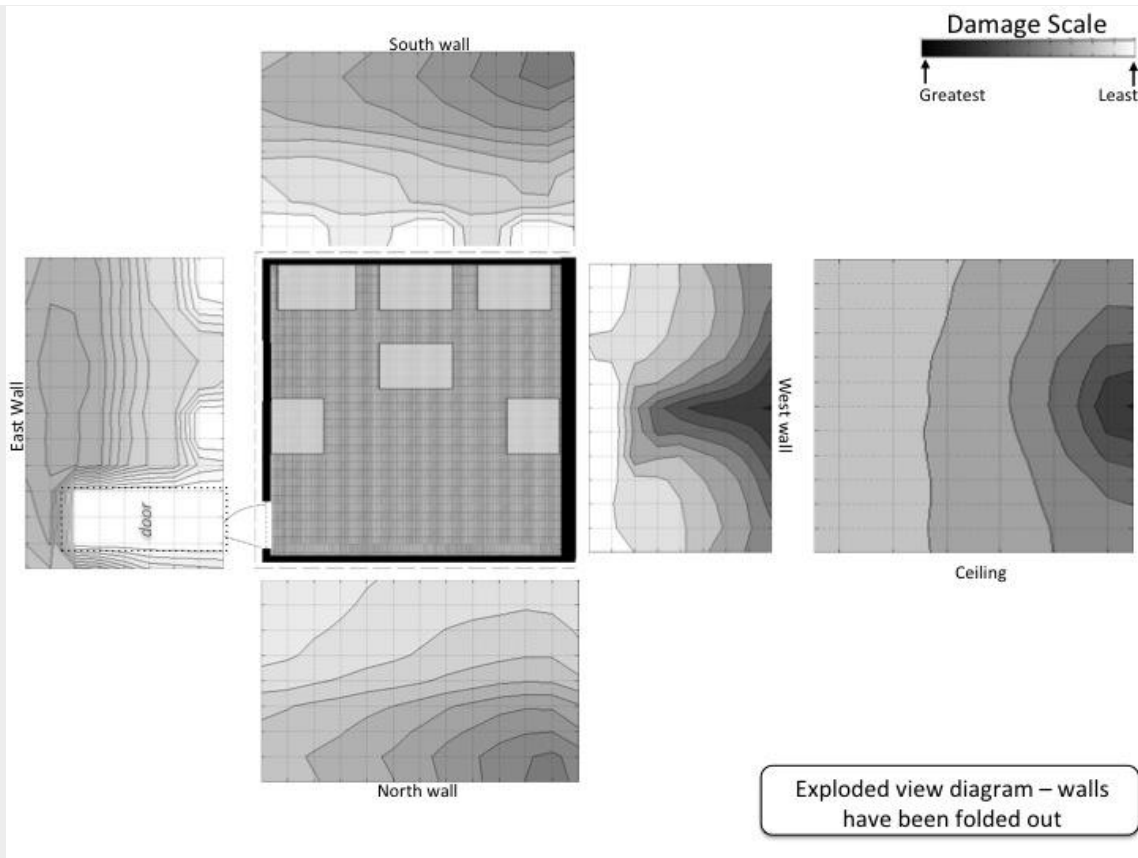 South wall
Damage Scale
Greatest
Least
East Wall
door
West wall
Ceiling
North wall
Exploded view diagram – walls
have been folded out